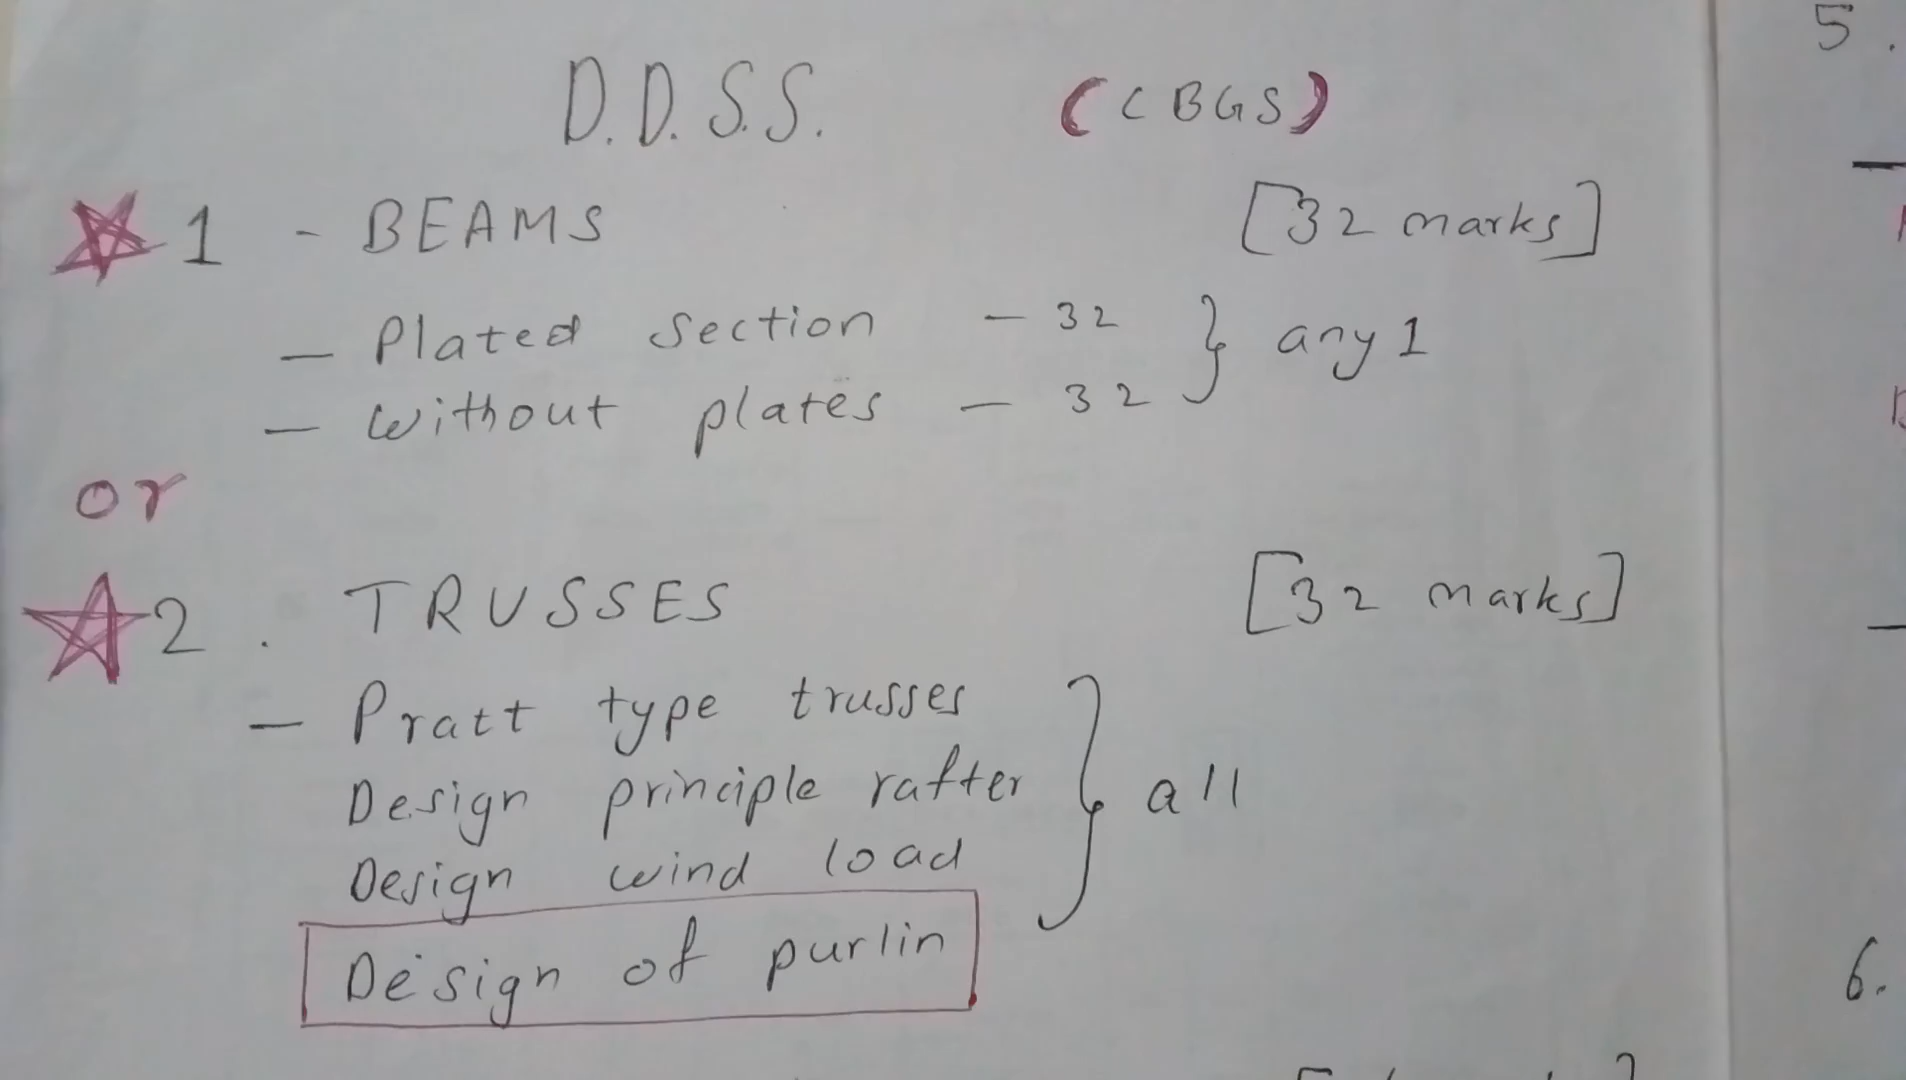 D.D.S.S. (CBGS)
1 - BEAMS [32 marks]
- Plated section - 32 } any 1
- without plates - 32
or
2. TRUSSES [32 marks]
- Pratt type trusses
Design principle rafter } all
Design wind load
Design of purlin
5.
6.